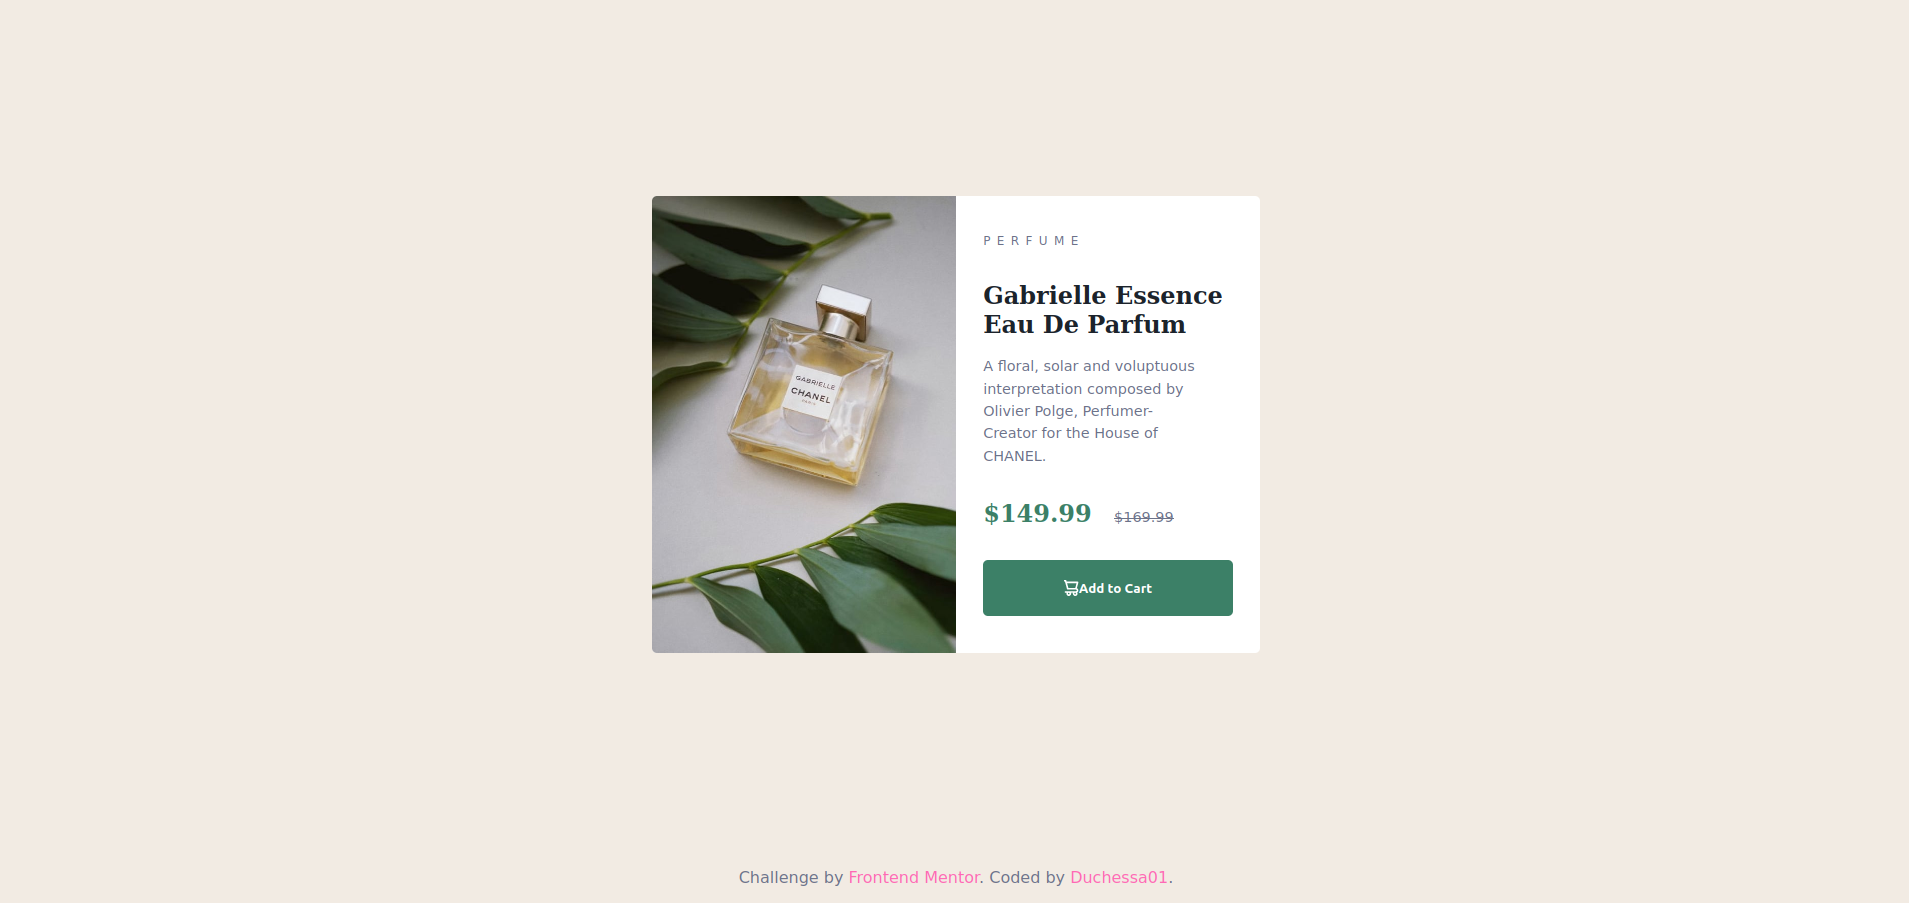 GABRIELLE
CHANEL
PARIS
PERFUME
Gabrielle Essence
Eau De Parfum
A floral, solar and voluptuous
interpretation composed by
Olivier Polge, Perfumer-
Creator for the House of
CHANEL.
$149.99 $169.99
Add to Cart
Challenge by Frontend Mentor. Coded by Duchessa01.